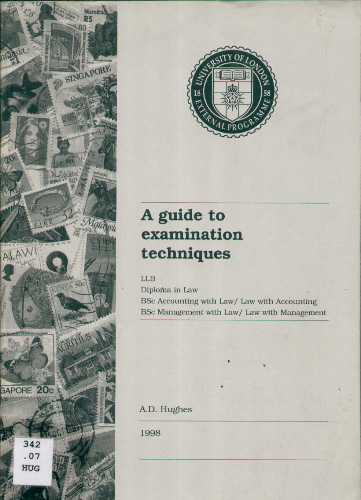 UNIVERSITY OF LONDON
18 58
EXTERNAL PROGRAMME
A guide to
examination
techniques
LLB
Diploma in Law
BSc Accounting with Law/ Law with Accounting
BSc Management with Law/ Law with Management
A.D. Hughes
1998
SINGAPORE
MALAWI
MAURITIUS
SINGAPORE 20c
342
.07
HUG